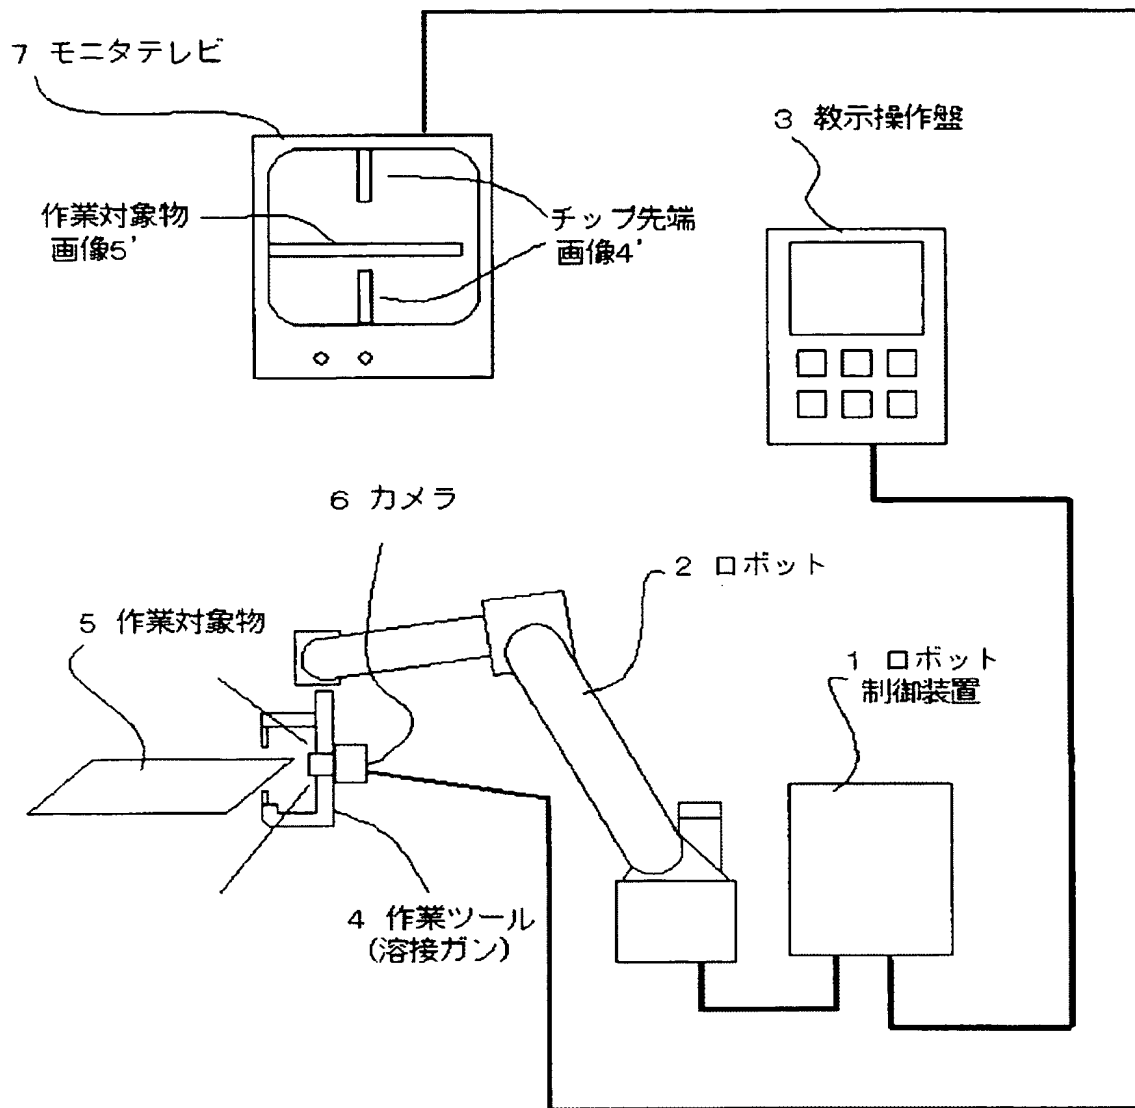 7 モニタテレビ
3 教示操作盤
作業対象物
画像5'
チップ先端
画像4'
6 カメラ
2 ロボット
5 作業対象物
1 ロボット
制御装置
4 作業ツール
(溶接ガン)